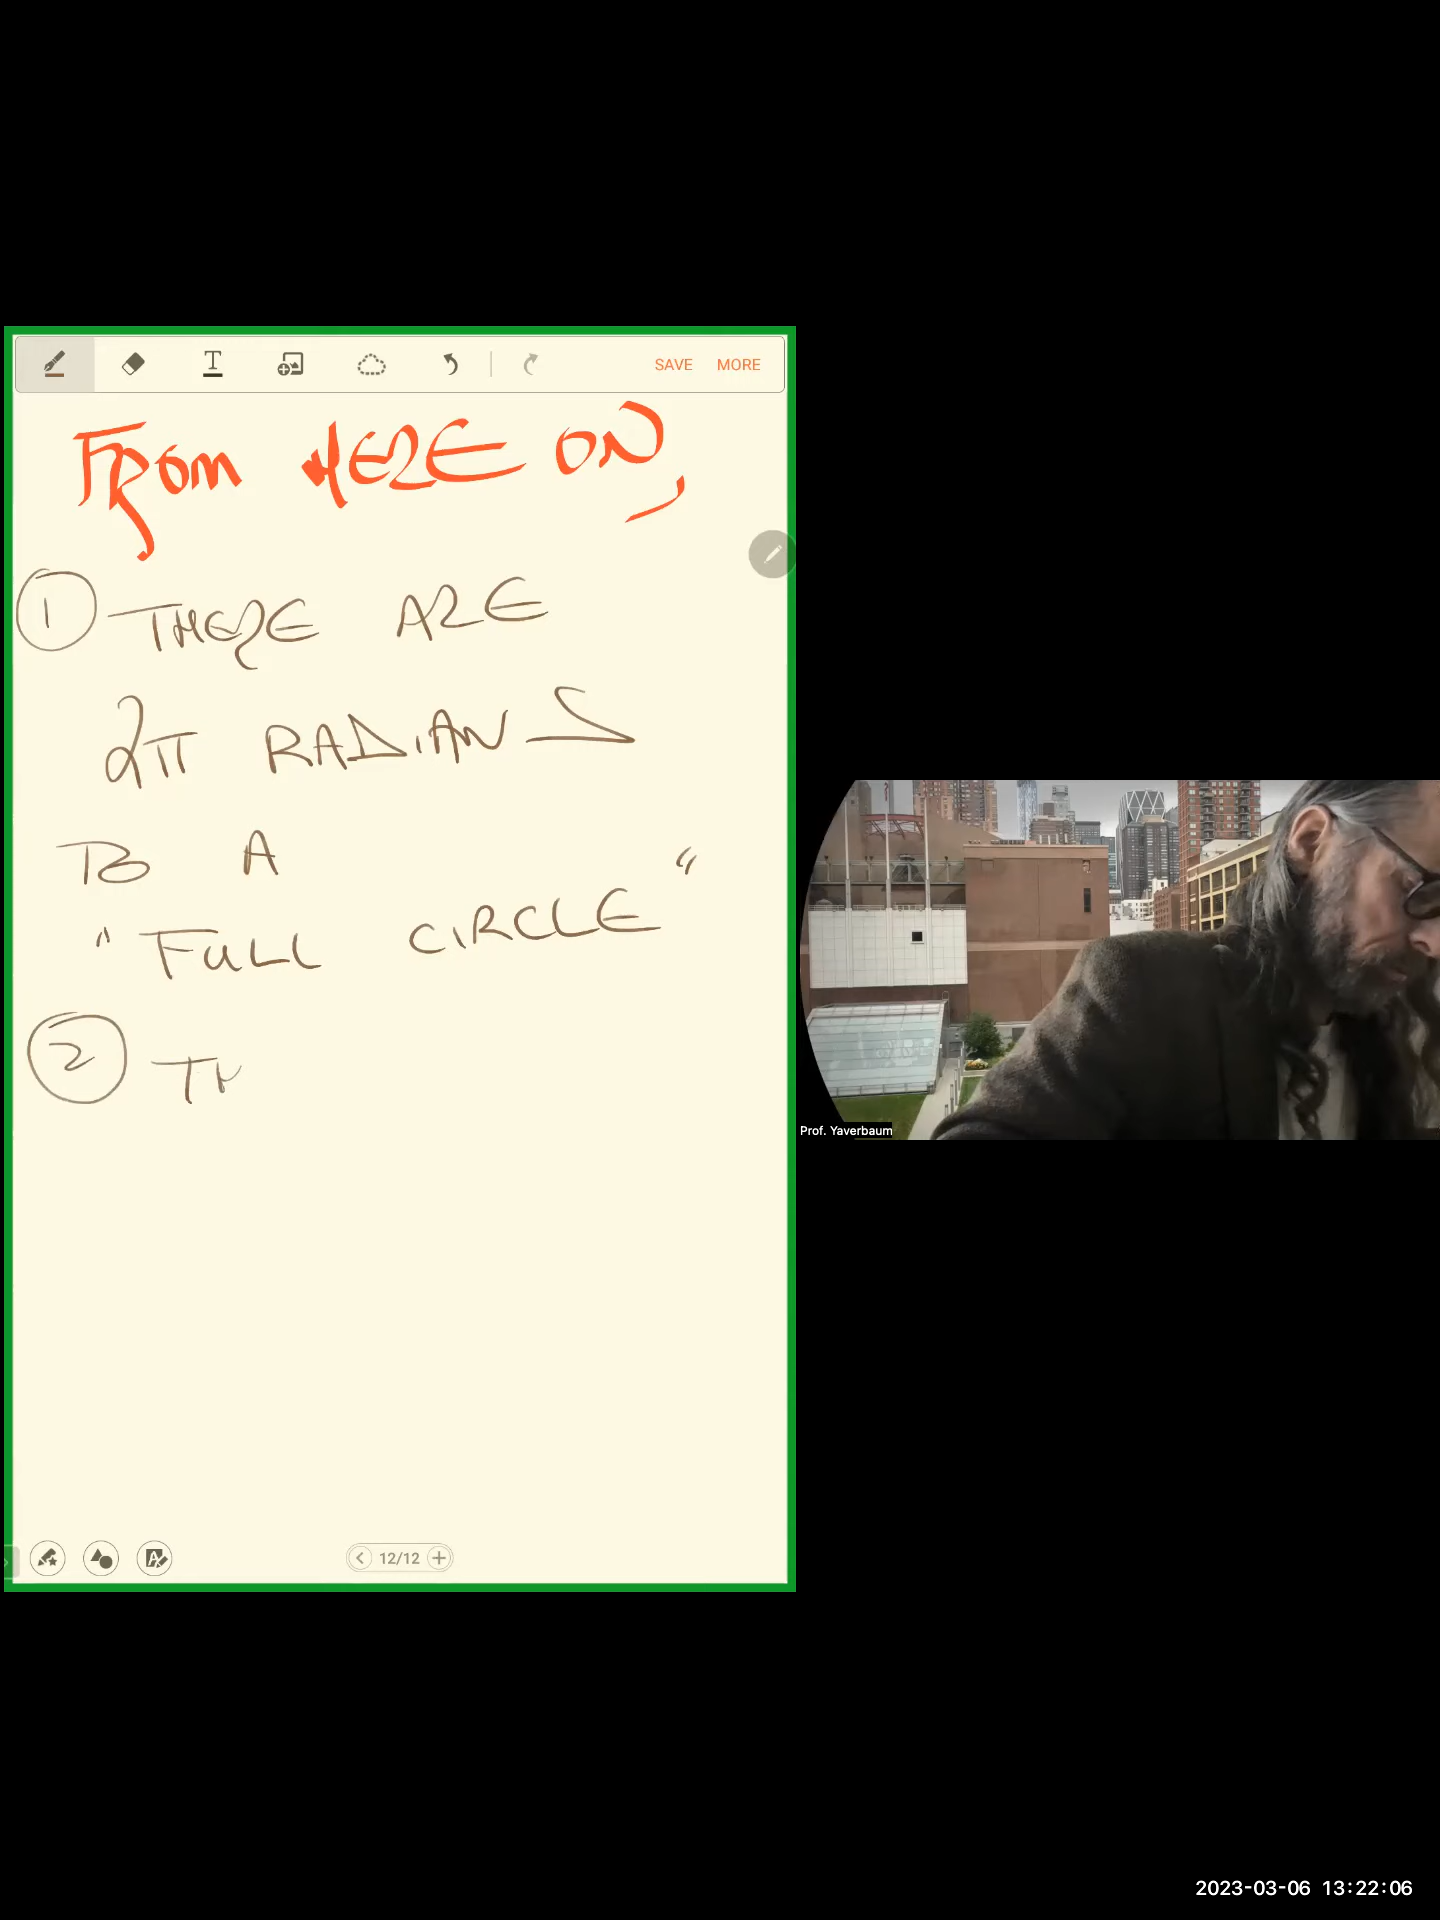 T
SAVE MORE
FROM HERE ON,
1 THERE ARE
2π RADIANS
TO A
"FULL CIRCLE"
2 TH
A
12/12
Prof. Yaverbaum
2023-03-06 13:22:06